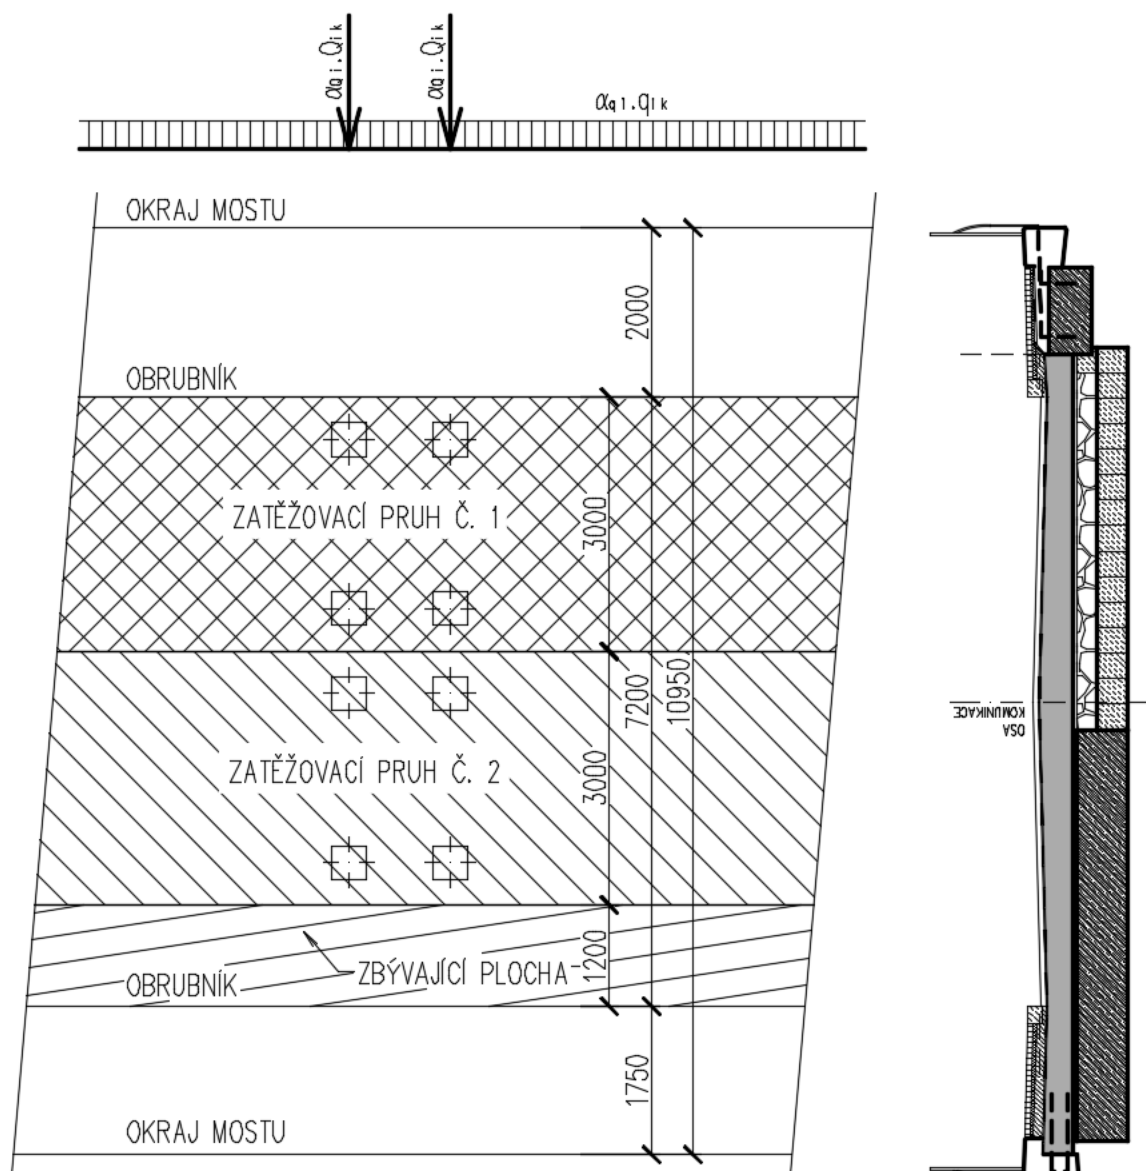 αQi.Qik
αQi.Qik
αq1.q1k
OKRAJ MOSTU
2000
OBRUBNÍK
ZATĚŽOVACÍ PRUH Č. 1
3000
7200
10950
OSA
KOMUNIKACE
ZATĚŽOVACÍ PRUH Č. 2
3000
ZBÝVAJÍCÍ PLOCHA
1200
OBRUBNÍK
1750
OKRAJ MOSTU